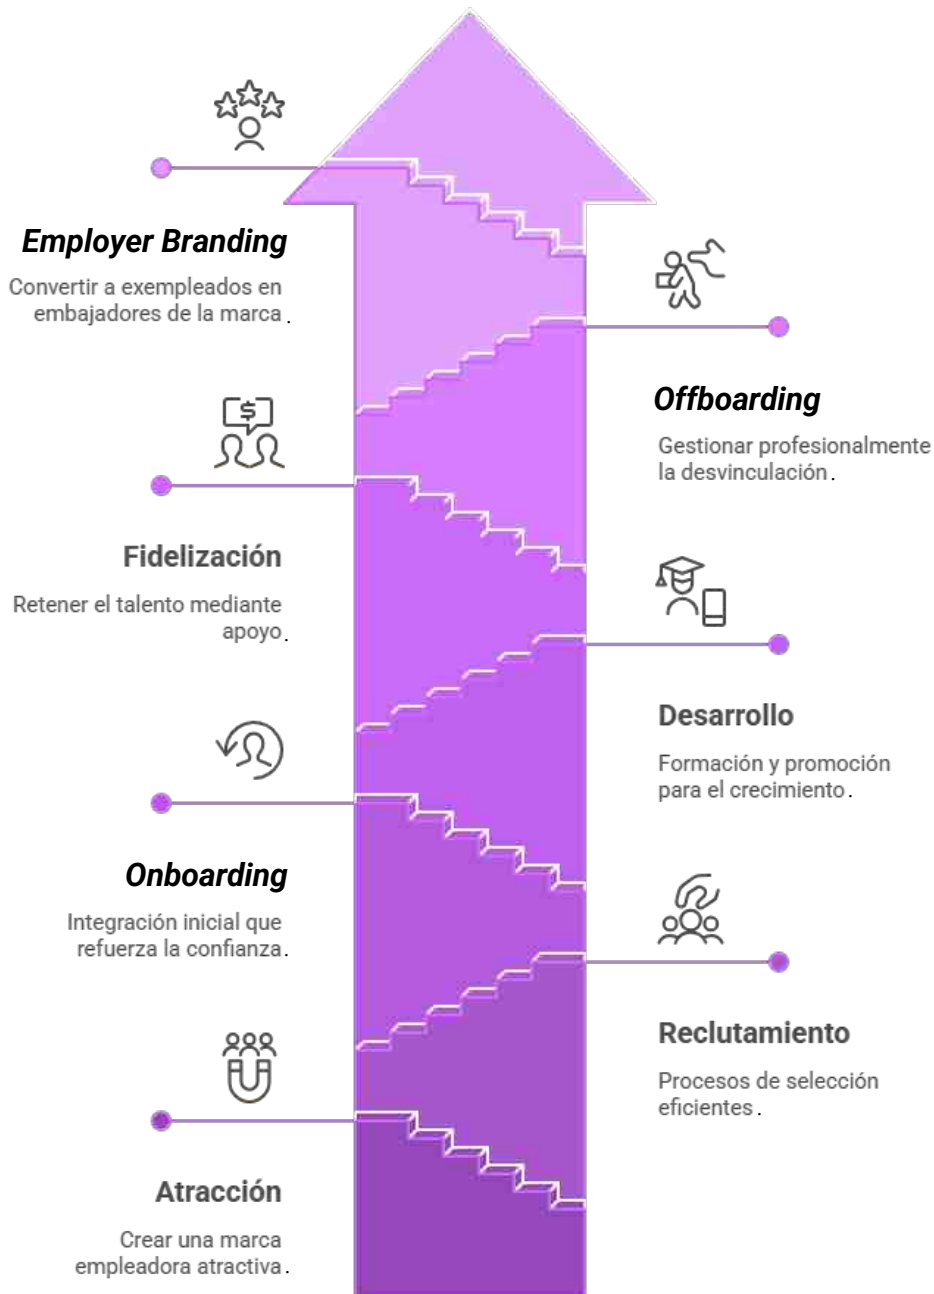 Employer Branding
Convertir a exempleados en
embajadores de la marca.
Offboarding
Gestionar profesionalmente
la desvinculación.
Fidelización
Retener el talento mediante
apoyo.
Desarrollo
Formación y promoción
para el crecimiento.
Onboarding
Integración inicial que
refuerza la confianza.
Reclutamiento
Procesos de selección
eficientes.
Atracción
Crear una marca
empleadora atractiva.
$